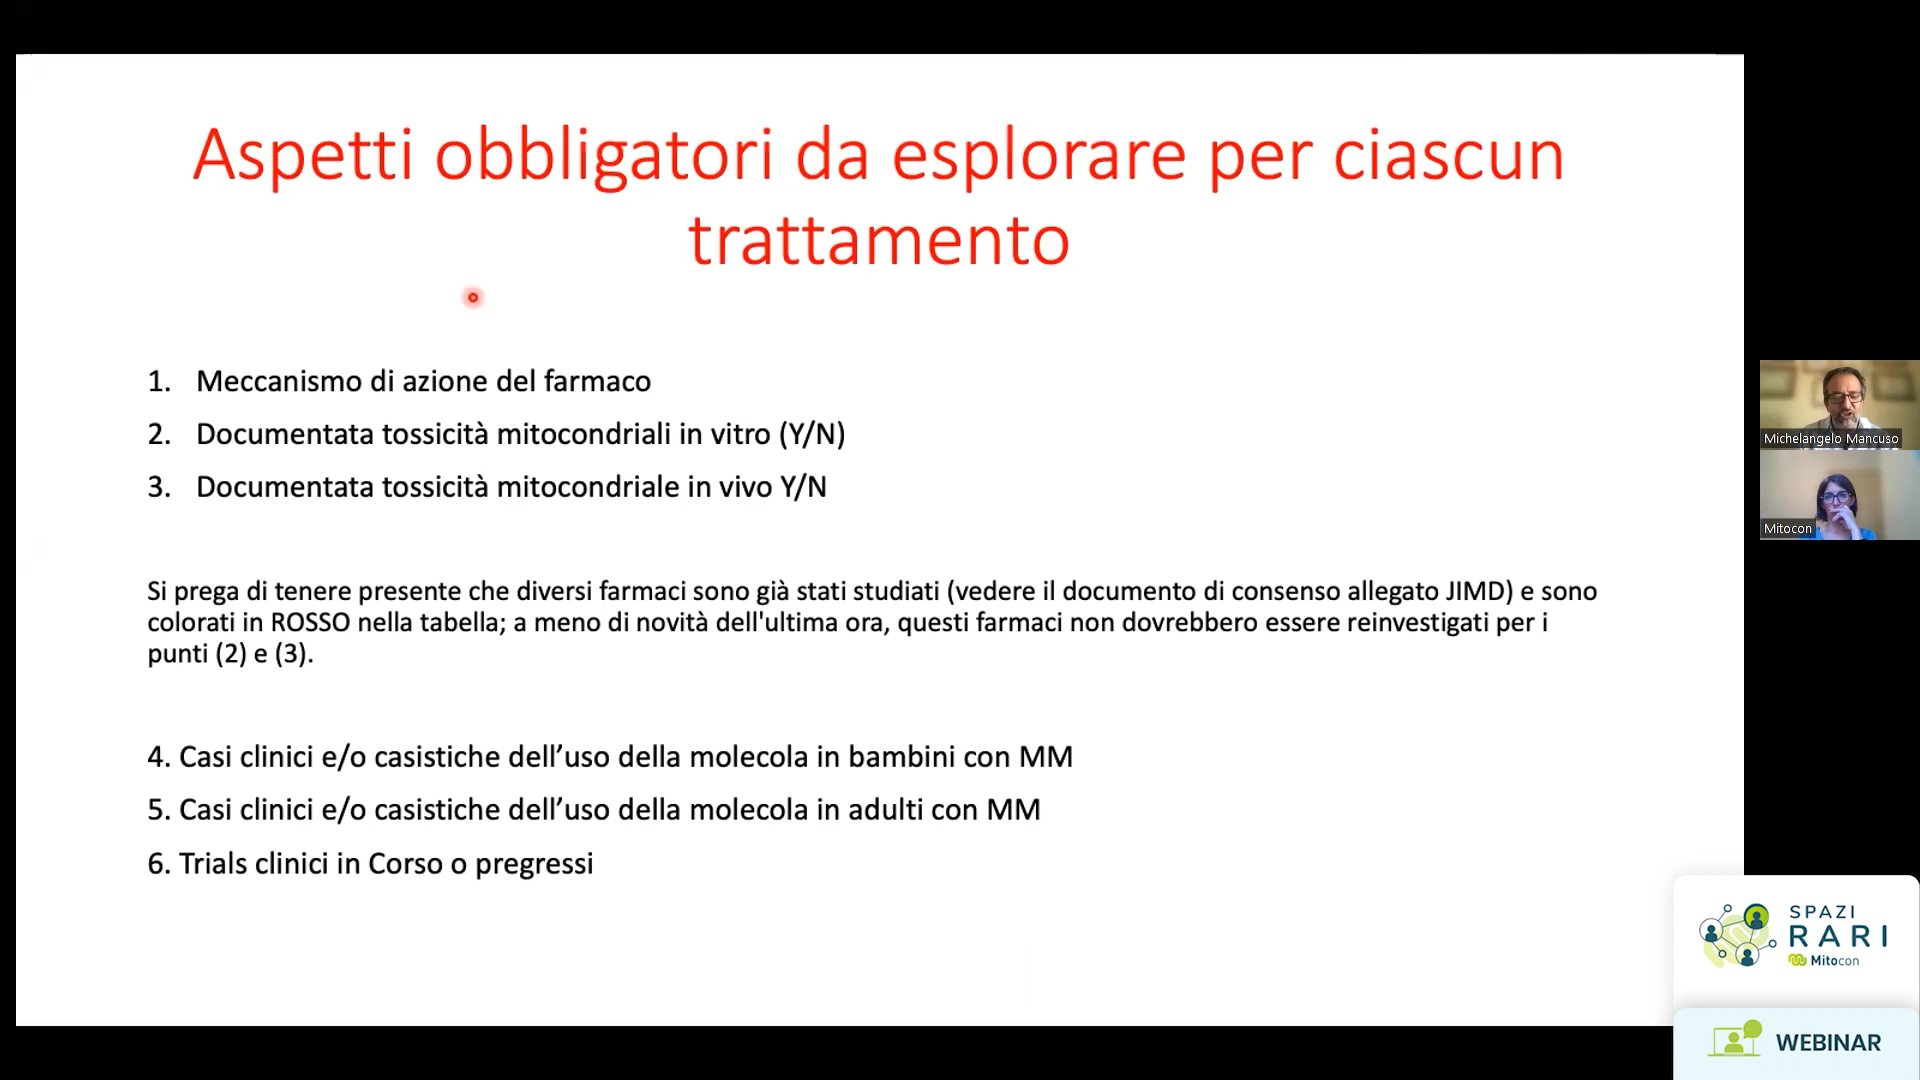 Aspetti obbligatori da esplorare per ciascun
trattamento
1. Meccanismo di azione del farmaco
2. Documentata tossicità mitocondriali in vitro (Y/N)
3. Documentata tossicità mitocondriale in vivo Y/N
Si prega di tenere presente che diversi farmaci sono già stati studiati (vedere il documento di consenso allegato JIMD) e sono
colorati in ROSSO nella tabella; a meno di novità dell'ultima ora, questi farmaci non dovrebbero essere reinvestigati per i
punti (2) e (3).
4. Casi clinici e/o casistiche dell’uso della molecola in bambini con MM
5. Casi clinici e/o casistiche dell’uso della molecola in adulti con MM
6. Trials clinici in Corso o pregressi
Michelangelo Mancuso
Mitocon
SPAZI
RARI
Mitocon
WEBINAR